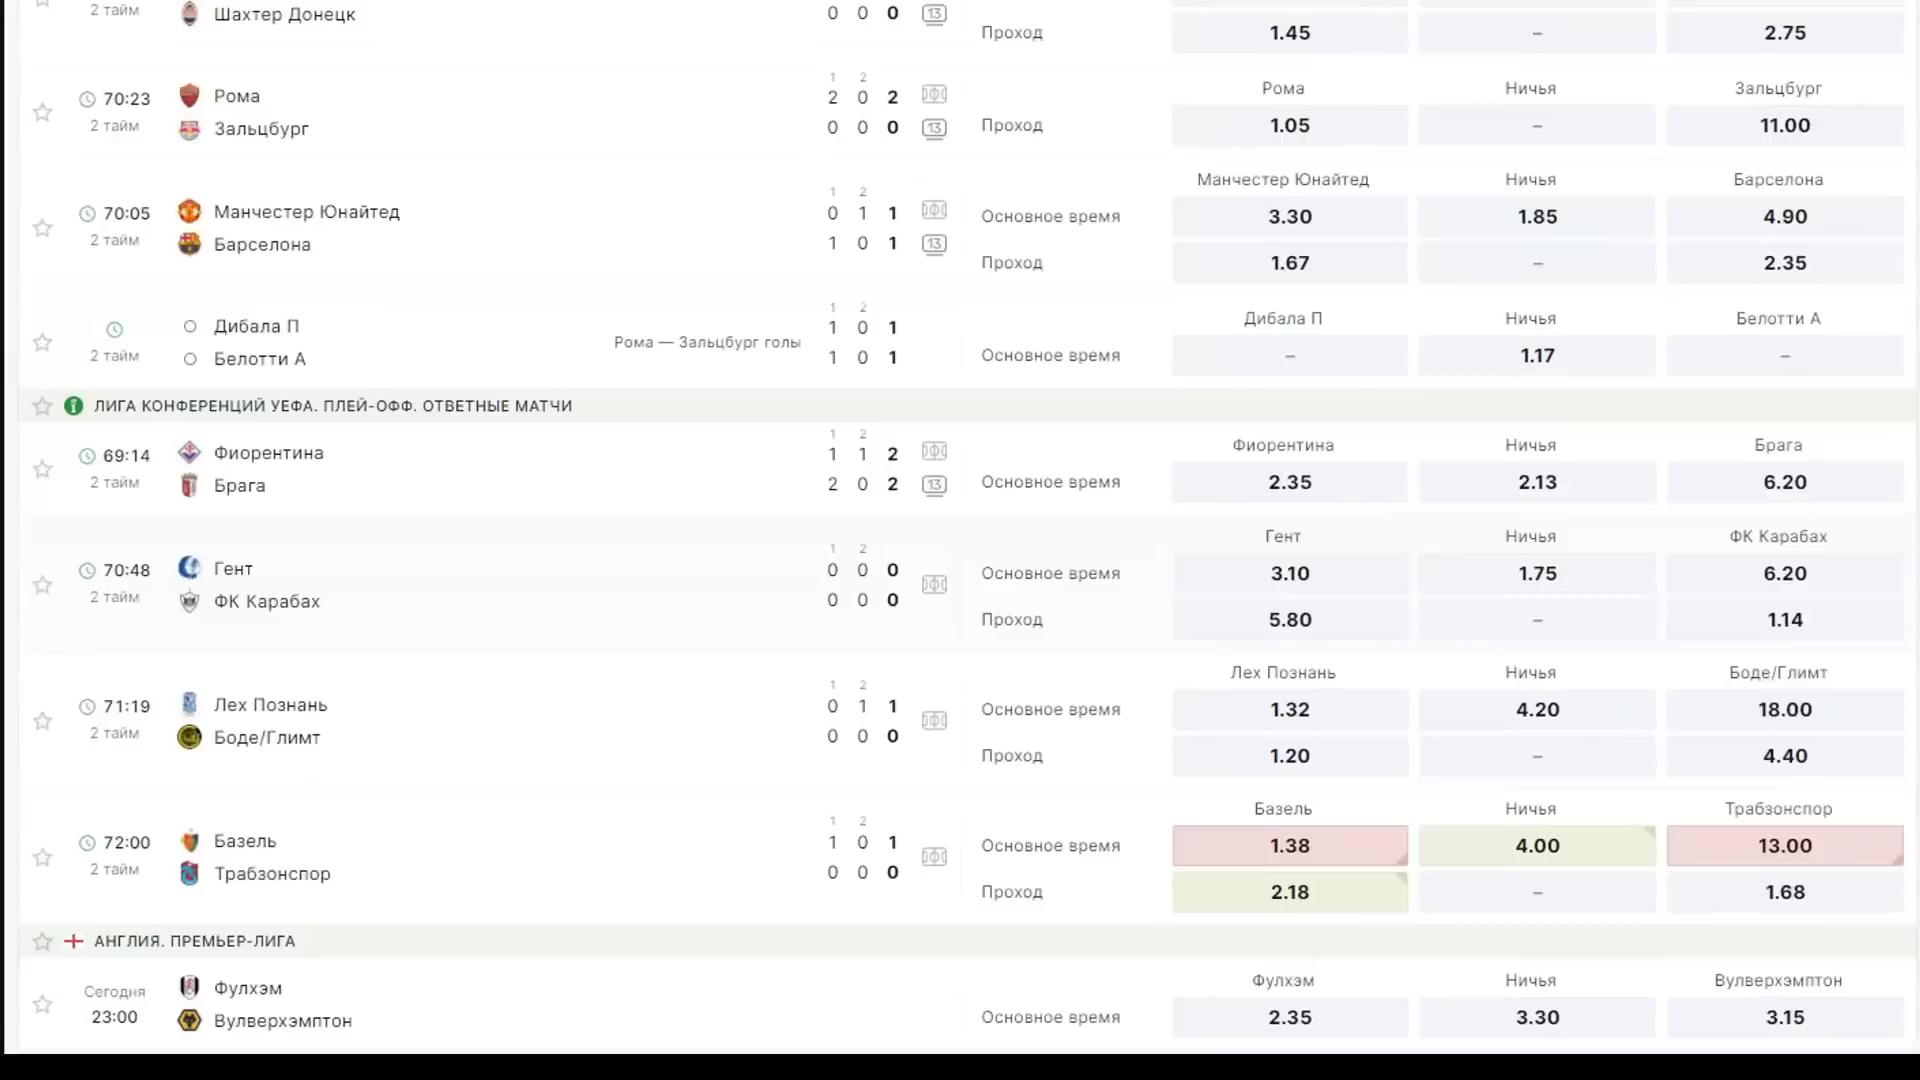 2 тайм Шахтер Донецк 0 0 0 13 Проход 1.45 – 2.75
1 2 Рома Ничья Зальцбург
70:23 Рома 2 0 2
2 тайм Зальцбург 0 0 0 13 Проход 1.05 – 11.00
1 2 Манчестер Юнайтед Ничья Барселона
70:05 Манчестер Юнайтед 0 1 1 Основное время 3.30 1.85 4.90
2 тайм Барселона 1 0 1 13 Проход 1.67 – 2.35
1 2 Дибала П Ничья Белотти А
Дибала П 1 0 1
Рома — Зальцбург голы
2 тайм Белотти А 1 0 1 Основное время – 1.17 –
ЛИГА КОНФЕРЕНЦИЙ УЕФА. ПЛЕЙ-ОФФ. ОТВЕТНЫЕ МАТЧИ
1 2 Фиорентина Ничья Брага
69:14 Фиорентина 1 1 2
2 тайм Брага 2 0 2 13 Основное время 2.35 2.13 6.20
1 2 Гент Ничья ФК Карабах
70:48 Гент 0 0 0 Основное время 3.10 1.75 6.20
2 тайм ФК Карабах 0 0 0 Проход 5.80 – 1.14
1 2 Лех Познань Ничья Боде/Глимт
71:19 Лех Познань 0 1 1 Основное время 1.32 4.20 18.00
2 тайм Боде/Глимт 0 0 0 Проход 1.20 – 4.40
1 2 Базель Ничья Трабзонспор
72:00 Базель 1 0 1 Основное время 1.38 4.00 13.00
2 тайм Трабзонспор 0 0 0 Проход 2.18 – 1.68
АНГЛИЯ. ПРЕМЬЕР-ЛИГА
Фулхэм Ничья Вулверхэмптон
Сегодня Фулхэм
23:00 Вулверхэмптон Основное время 2.35 3.30 3.15